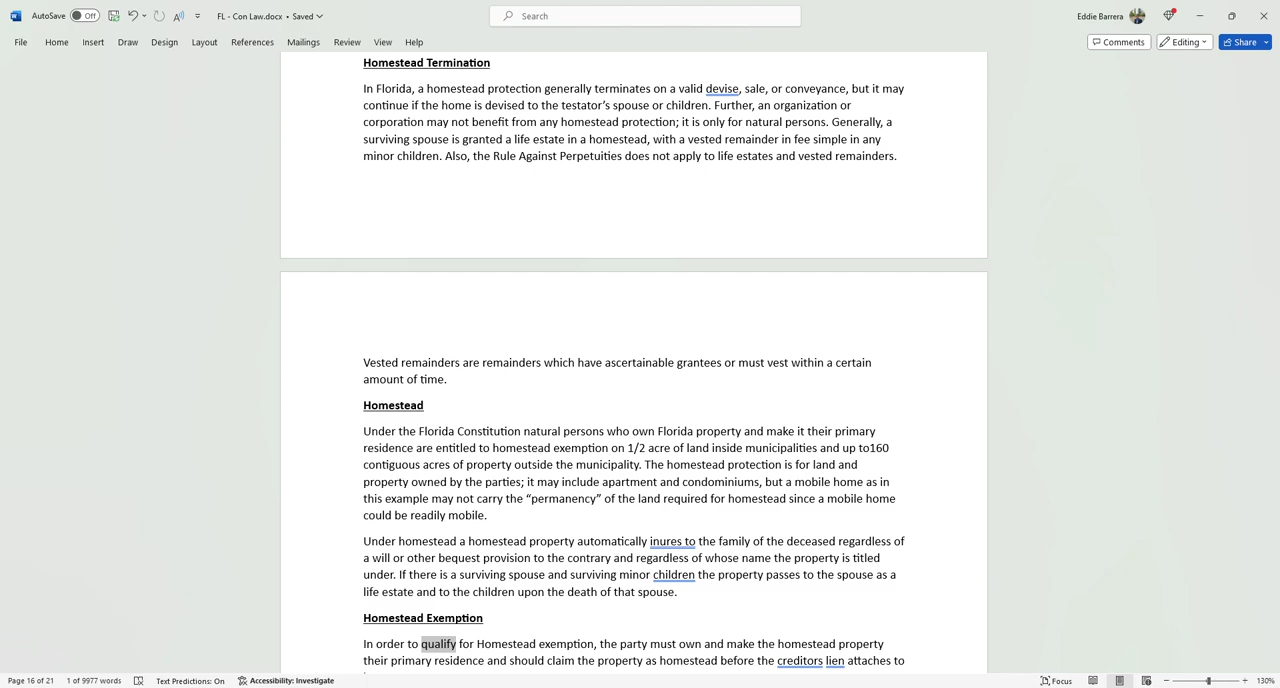 AutoSave Off FL - Con Law.docx • Saved Search Eddie Barrera
File Home Insert Draw Design Layout References Mailings Review View Help Comments Editing Share
Homestead Termination
In Florida, a homestead protection generally terminates on a valid devise, sale, or conveyance, but it may
continue if the home is devised to the testator’s spouse or children. Further, an organization or
corporation may not benefit from any homestead protection; it is only for natural persons. Generally, a
surviving spouse is granted a life estate in a homestead, with a vested remainder in fee simple in any
minor children. Also, the Rule Against Perpetuities does not apply to life estates and vested remainders.
Vested remainders are remainders which have ascertainable grantees or must vest within a certain
amount of time.
Homestead
Under the Florida Constitution natural persons who own Florida property and make it their primary
residence are entitled to homestead exemption on 1/2 acre of land inside municipalities and up to160
contiguous acres of property outside the municipality. The homestead protection is for land and
property owned by the parties; it may include apartment and condominiums, but a mobile home as in
this example may not carry the “permanency” of the land required for homestead since a mobile home
could be readily mobile.
Under homestead a homestead property automatically inures to the family of the deceased regardless of
a will or other bequest provision to the contrary and regardless of whose name the property is titled
under. If there is a surviving spouse and surviving minor children the property passes to the spouse as a
life estate and to the children upon the death of that spouse.
Homestead Exemption
In order to qualify for Homestead exemption, the party must own and make the homestead property
their primary residence and should claim the property as homestead before the creditors lien attaches to
Page 16 of 21 1 of 9977 words Text Predictions: On Accessibility: Investigate Focus 130%